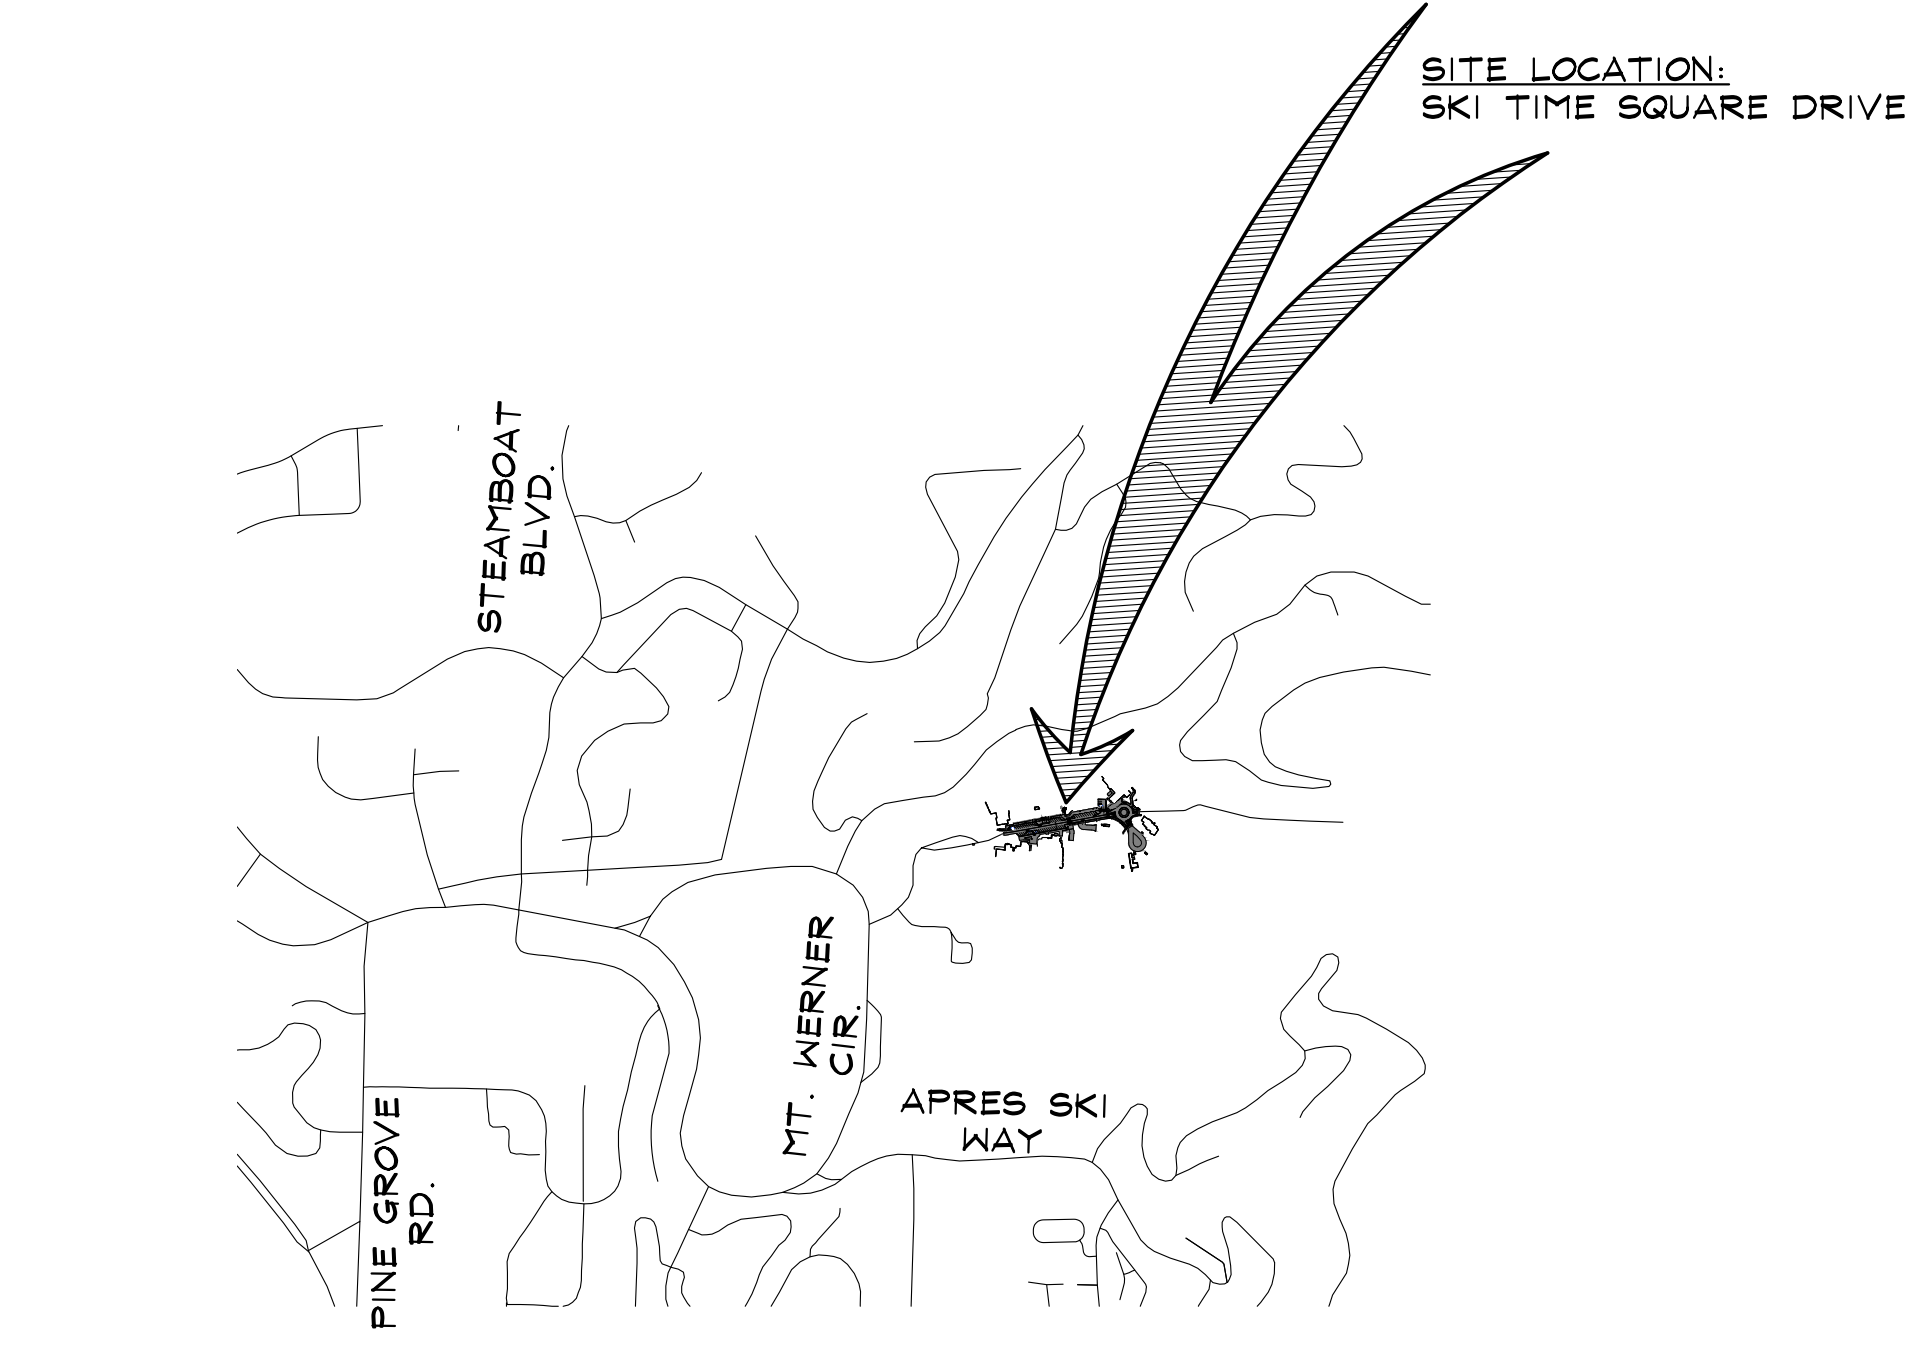 SITE LOCATION:
SKI TIME SQUARE DRIVE
STEAMBOAT
BLVD.
MT. WERNER
CIR.
APRES SKI
WAY
PINE GROVE
RD.